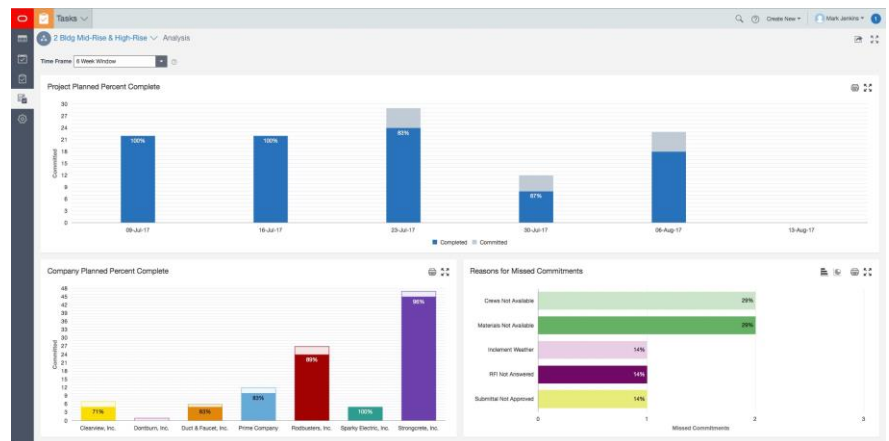 Tasks
Create New
Mark Jenkins
2 Bldg Mid-Rise & High-Rise Analysis
Time Frame 6 Week Window
Project Planned Percent Complete
30
27
24
21
18
15
12
9
6
3
0
Committed
100%
100%
83%
67%
09-Jul-17
16-Jul-17
23-Jul-17
30-Jul-17
06-Aug-17
13-Aug-17
Completed Committed
Company Planned Percent Complete
48
45
42
39
36
33
30
27
24
21
18
15
12
9
6
3
0
Committed
71%
83%
83%
89%
100%
96%
Clearview, Inc.
Domburn, Inc.
Duct & Faucet, Inc.
Prime Company
Rodbusters, Inc.
Sparky Electric, Inc.
Strongcrete, Inc.
Reasons for Missed Commitments
Crews Not Available
29%
Materials Not Available
29%
Inclement Weather
14%
RFI Not Answered
14%
Submittal Not Approved
14%
0
1
2
3
Missed Commitments